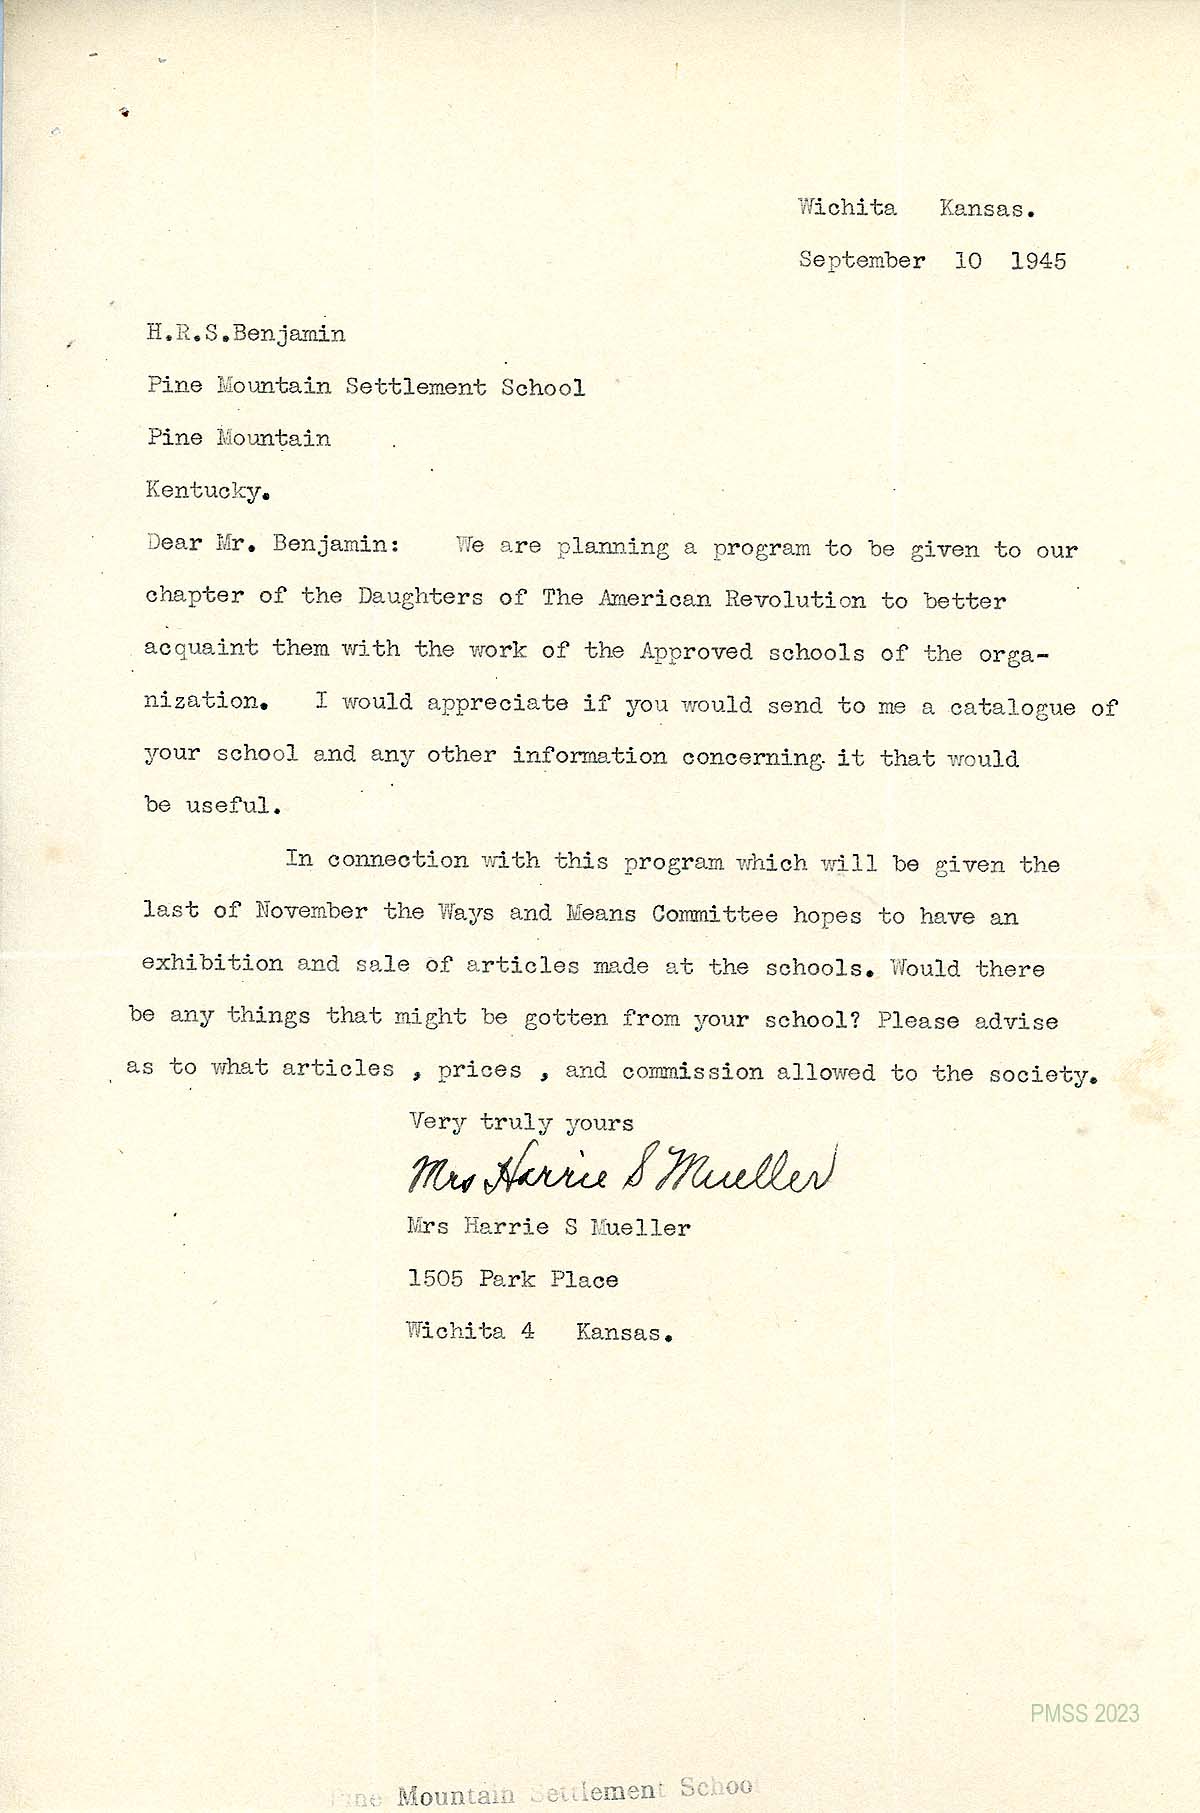 Wichita Kansas.
September 10 1945
H.R.S.Benjamin
Pine Mountain Settlement School
Pine Mountain
Kentucky.
Dear Mr. Benjamin: We are planning a program to be given to our
chapter of the Daughters of The American Revolution to better
acquaint them with the work of the Approved schools of the orga-
nization. I would appreciate if you would send to me a catalogue of
your school and any other information concerning. it that would
be useful.
In connection with this program which will be given the
last of November the Ways and Means Committee hopes to have an
exhibition and sale of articles made at the schools. Would there
be any things that might be gotten from your school? Please advise
as to what articles , prices , and commission allowed to the society.
Very truly yours
Mrs Harrie S Mueller
Mrs Harrie S Mueller
1505 Park Place
Wichita 4 Kansas.
PMSS 2023
Pine Mountain Settlement School